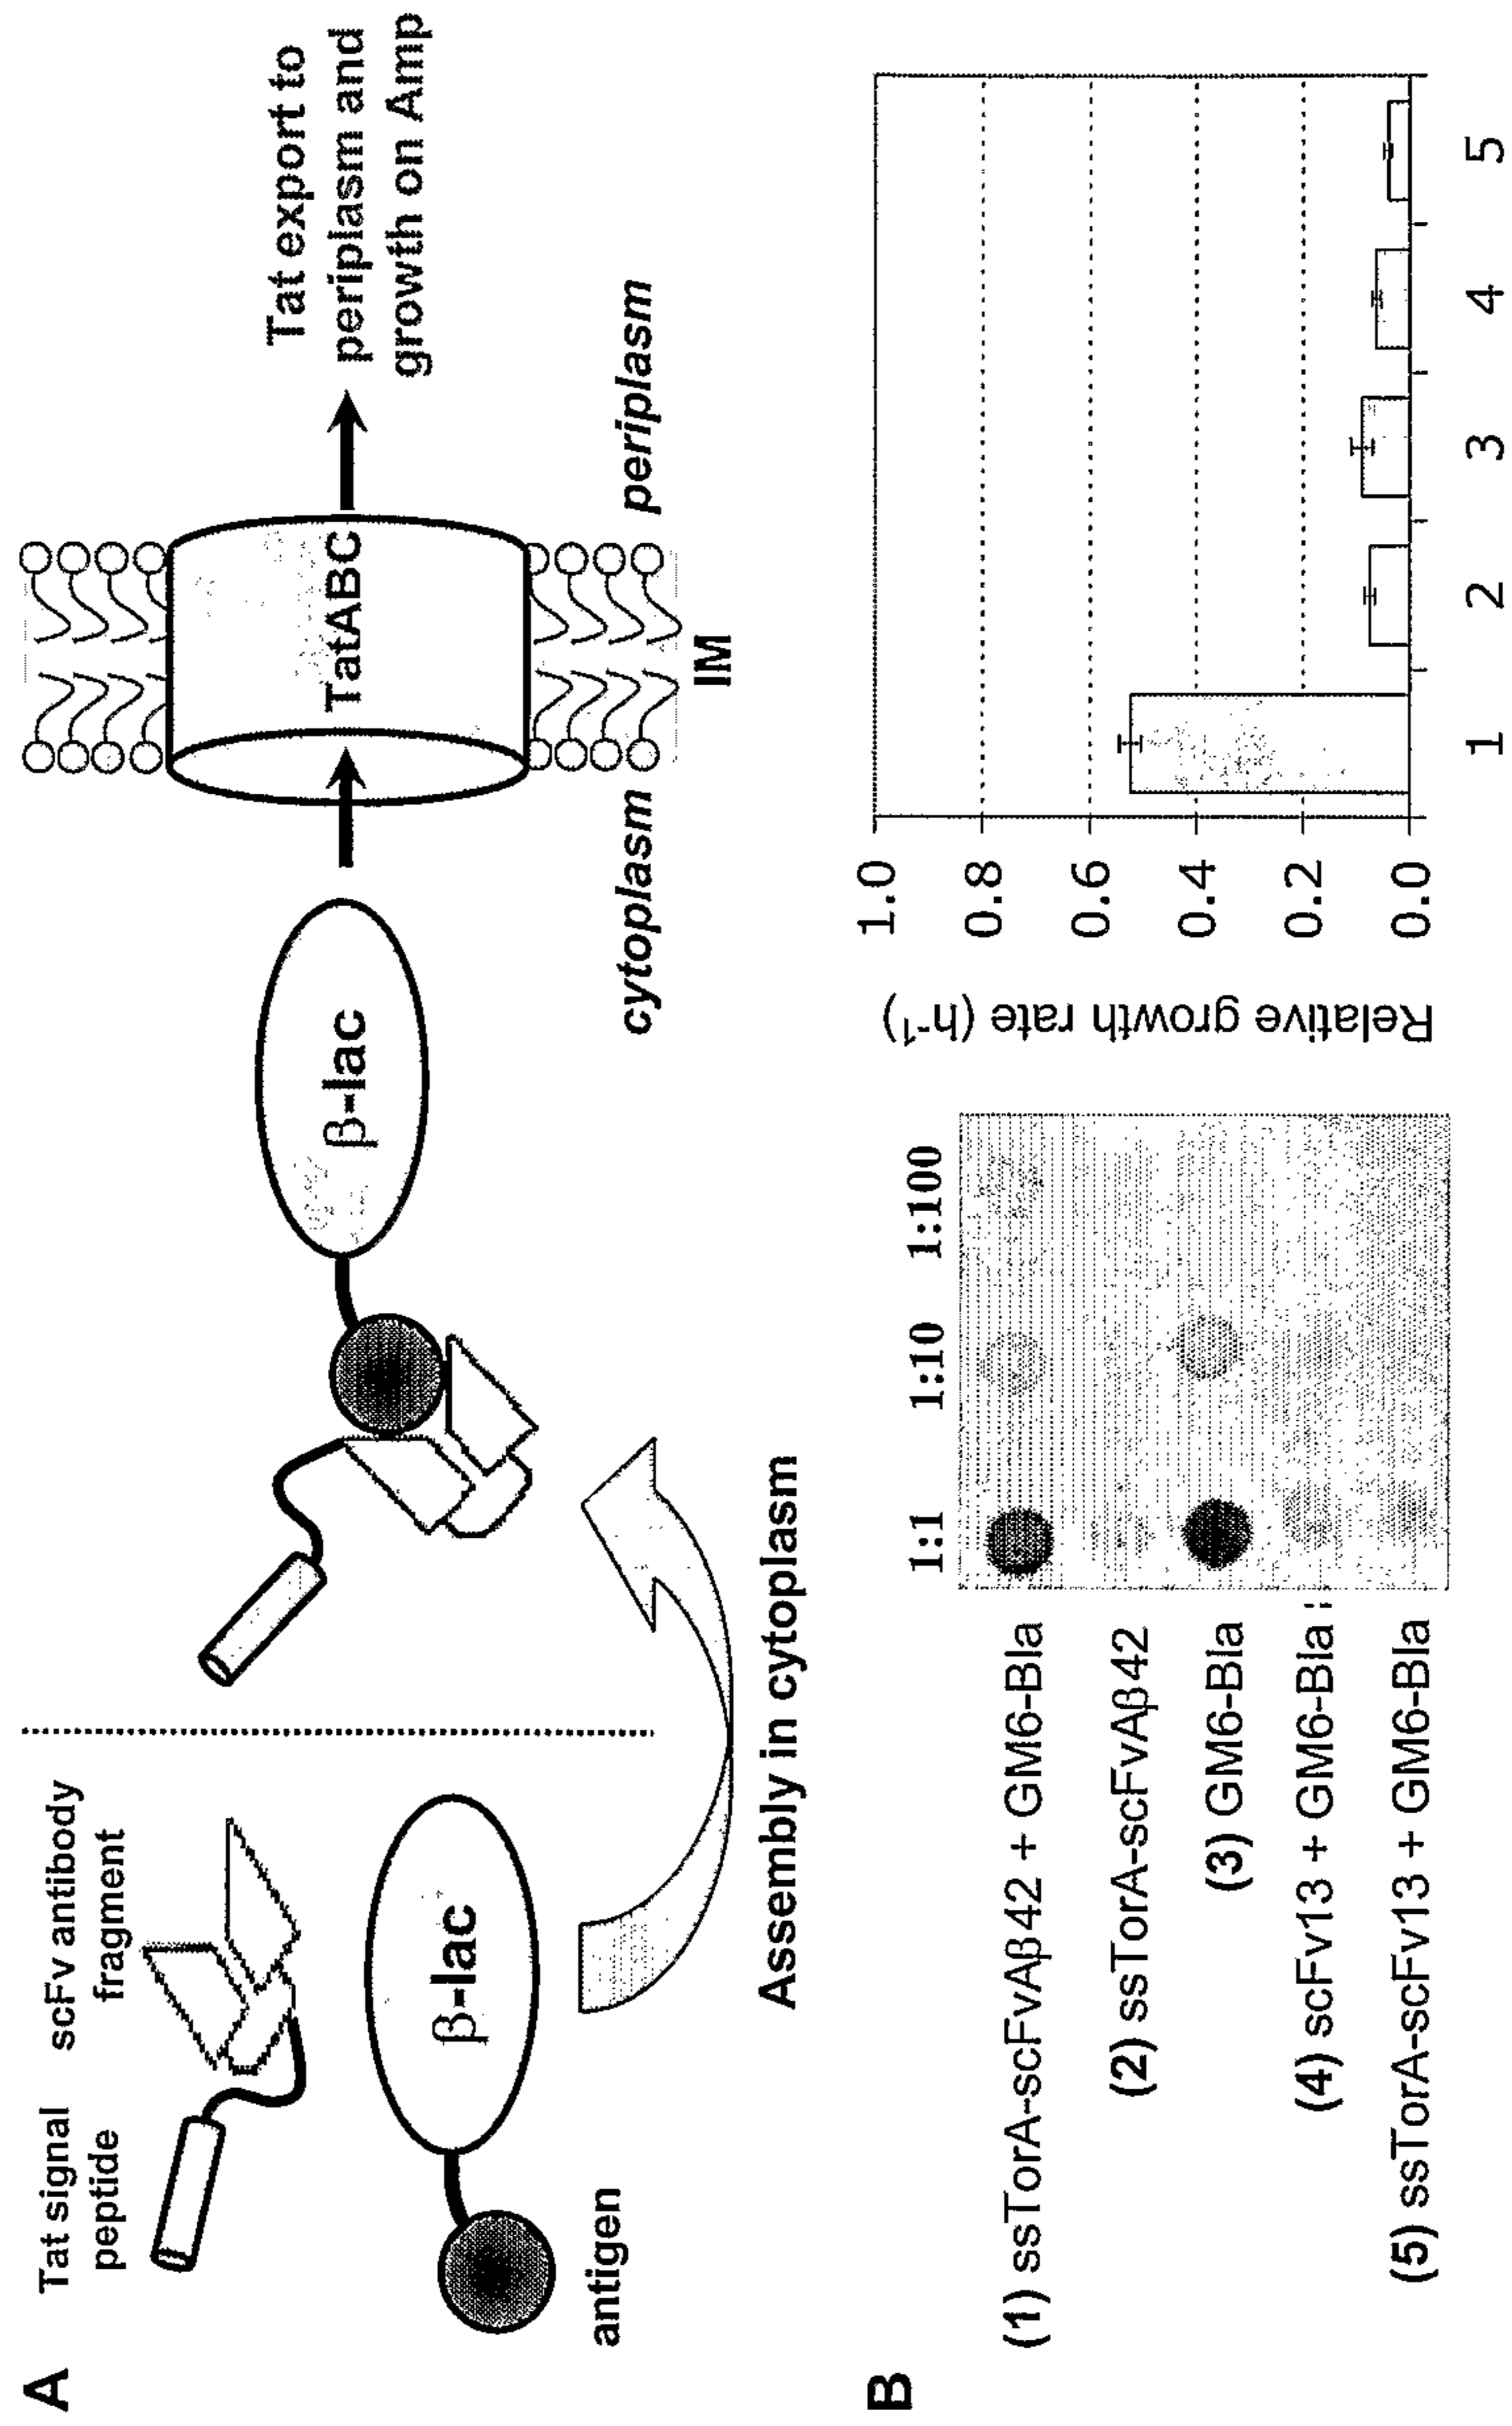 A
Tat signal
peptide
scFv antibody
fragment
β-lac
antigen
Assembly in cytoplasm
β-lac
TatABC
cytoplasm
periplasm
IM
Tat export to
periplasm and
growth on Amp
B
1:1
1:10
1:100
(1) ssTorA-scFvAβ42 + GM6-Bla
(2) ssTorA-scFvAβ42
(3) GM6-Bla
(4) scFv13 + GM6-Bla
(5) ssTorA-scFv13 + GM6-Bla
Relative growth rate (h⁻¹)
1.0
0.8
0.6
0.4
0.2
0.0
1
2
3
4
5